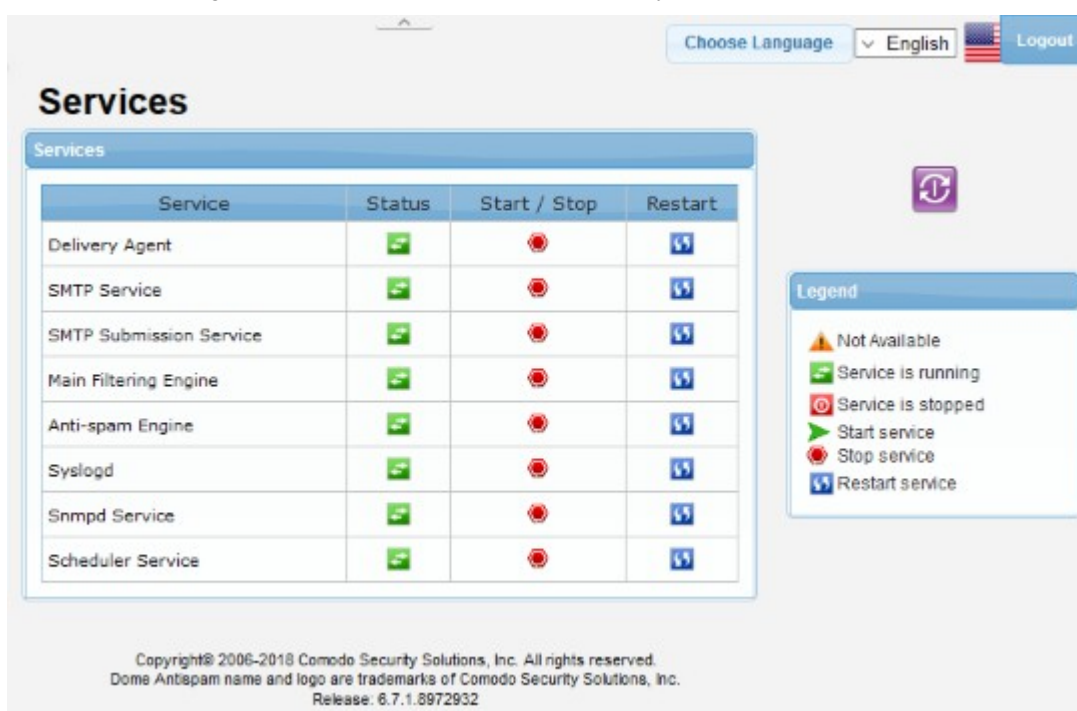 Choose Language
English
Logout
Services
Services
Service Status Start / Stop Restart
Delivery Agent
SMTP Service
SMTP Submission Service
Main Filtering Engine
Anti-spam Engine
Syslogd
Snmpd Service
Scheduler Service
Legend
Not Available
Service is running
Service is stopped
Start service
Stop service
Restart service
Copyright® 2006-2018 Comodo Security Solutions, Inc. All rights reserved.
Dome Antispam name and logo are trademarks of Comodo Security Solutions, Inc.
Release: 6.7.1.8972932